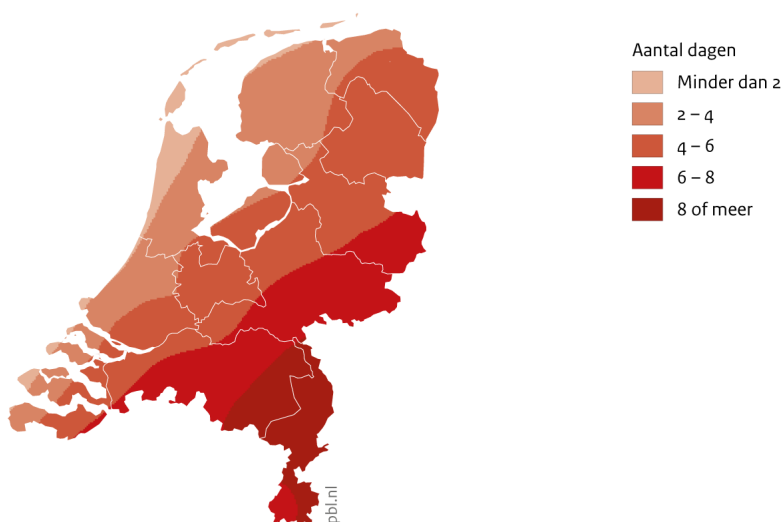 Aantal dagen
Minder dan 2
2 – 4
4 – 6
6 – 8
8 of meer
pbl.nl